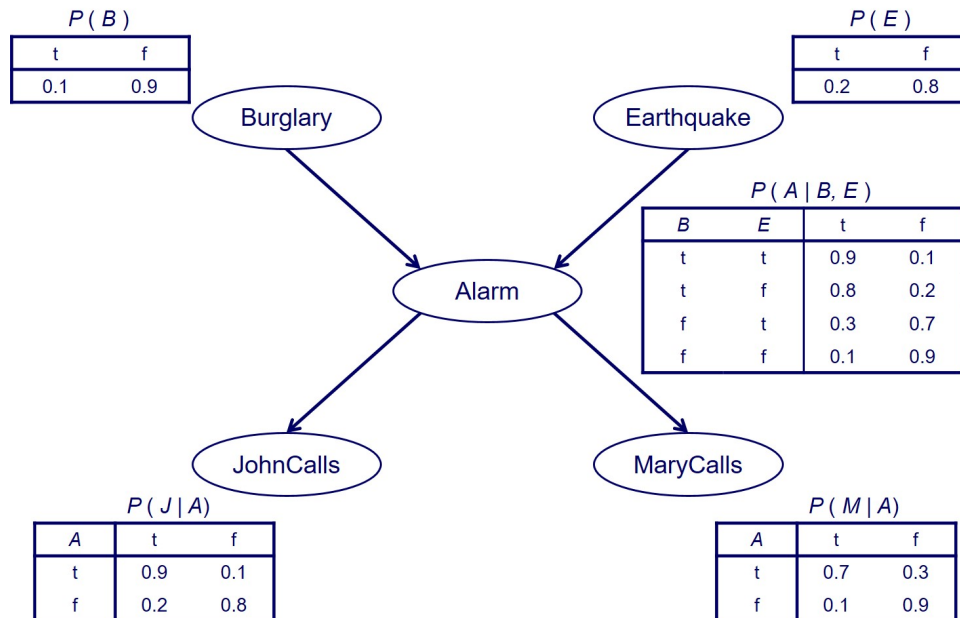 P ( B )
t f
0.1 0.9
P ( E )
t f
0.2 0.8
Burglary
Earthquake
P ( A | B, E )
B E t f
t t 0.9 0.1
t f 0.8 0.2
f t 0.3 0.7
f f 0.1 0.9
Alarm
JohnCalls
MaryCalls
P ( J | A)
A t f
t 0.9 0.1
f 0.2 0.8
P ( M | A)
A t f
t 0.7 0.3
f 0.1 0.9